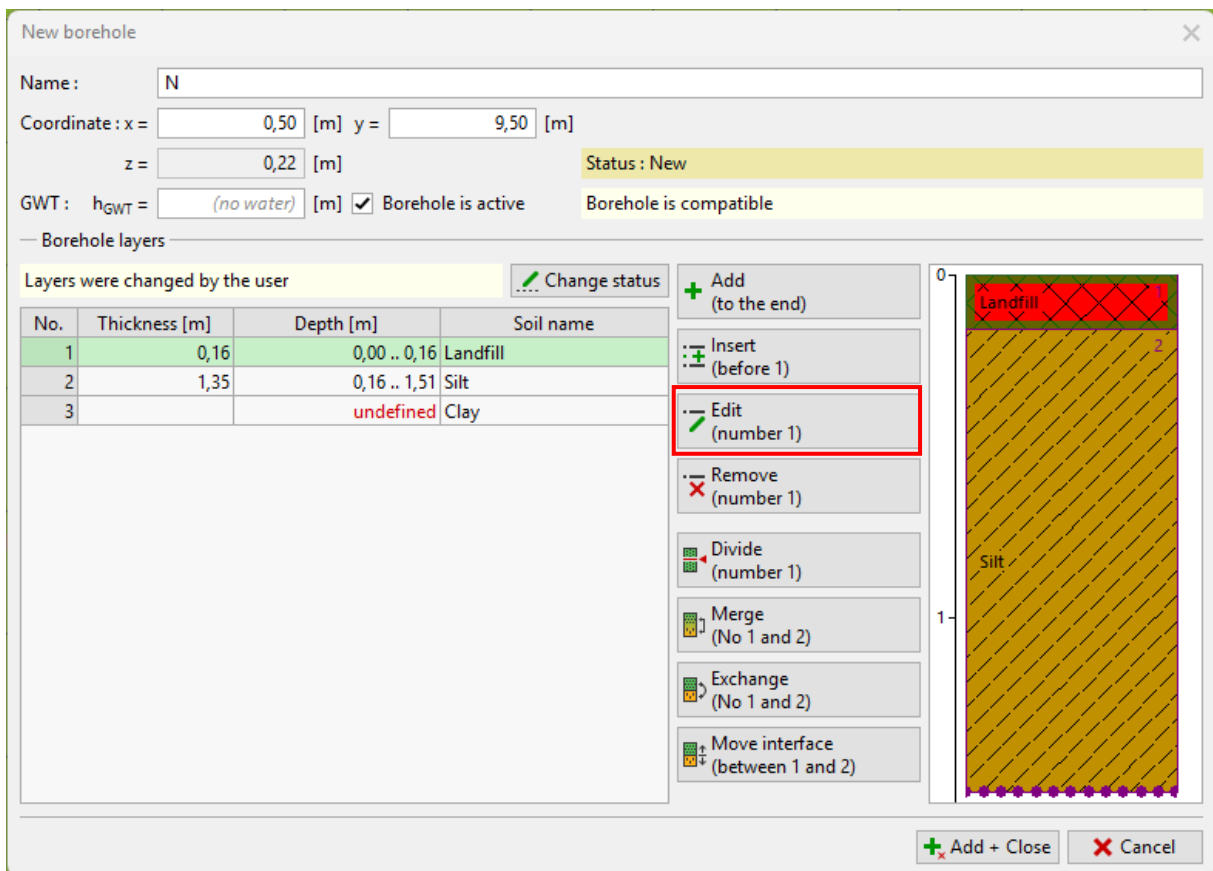 New borehole
Name :
N
Coordinate : x = 0,50 [m] y = 9,50 [m]
z = 0,22 [m]
Status : New
GWT : hGWT = (no water) [m] Borehole is active
Borehole is compatible
Borehole layers
Layers were changed by the user
Change status
No. Thickness [m] Depth [m] Soil name
1 0,16 0,00 .. 0,16 Landfill
2 1,35 0,16 .. 1,51 Silt
3 undefined Clay
Add
(to the end)
Insert
(before 1)
Edit
(number 1)
Remove
(number 1)
Divide
(number 1)
Merge
(No 1 and 2)
Exchange
(No 1 and 2)
Move interface
(between 1 and 2)
0
Landfill 1
2
Silt
1
Add + Close
Cancel